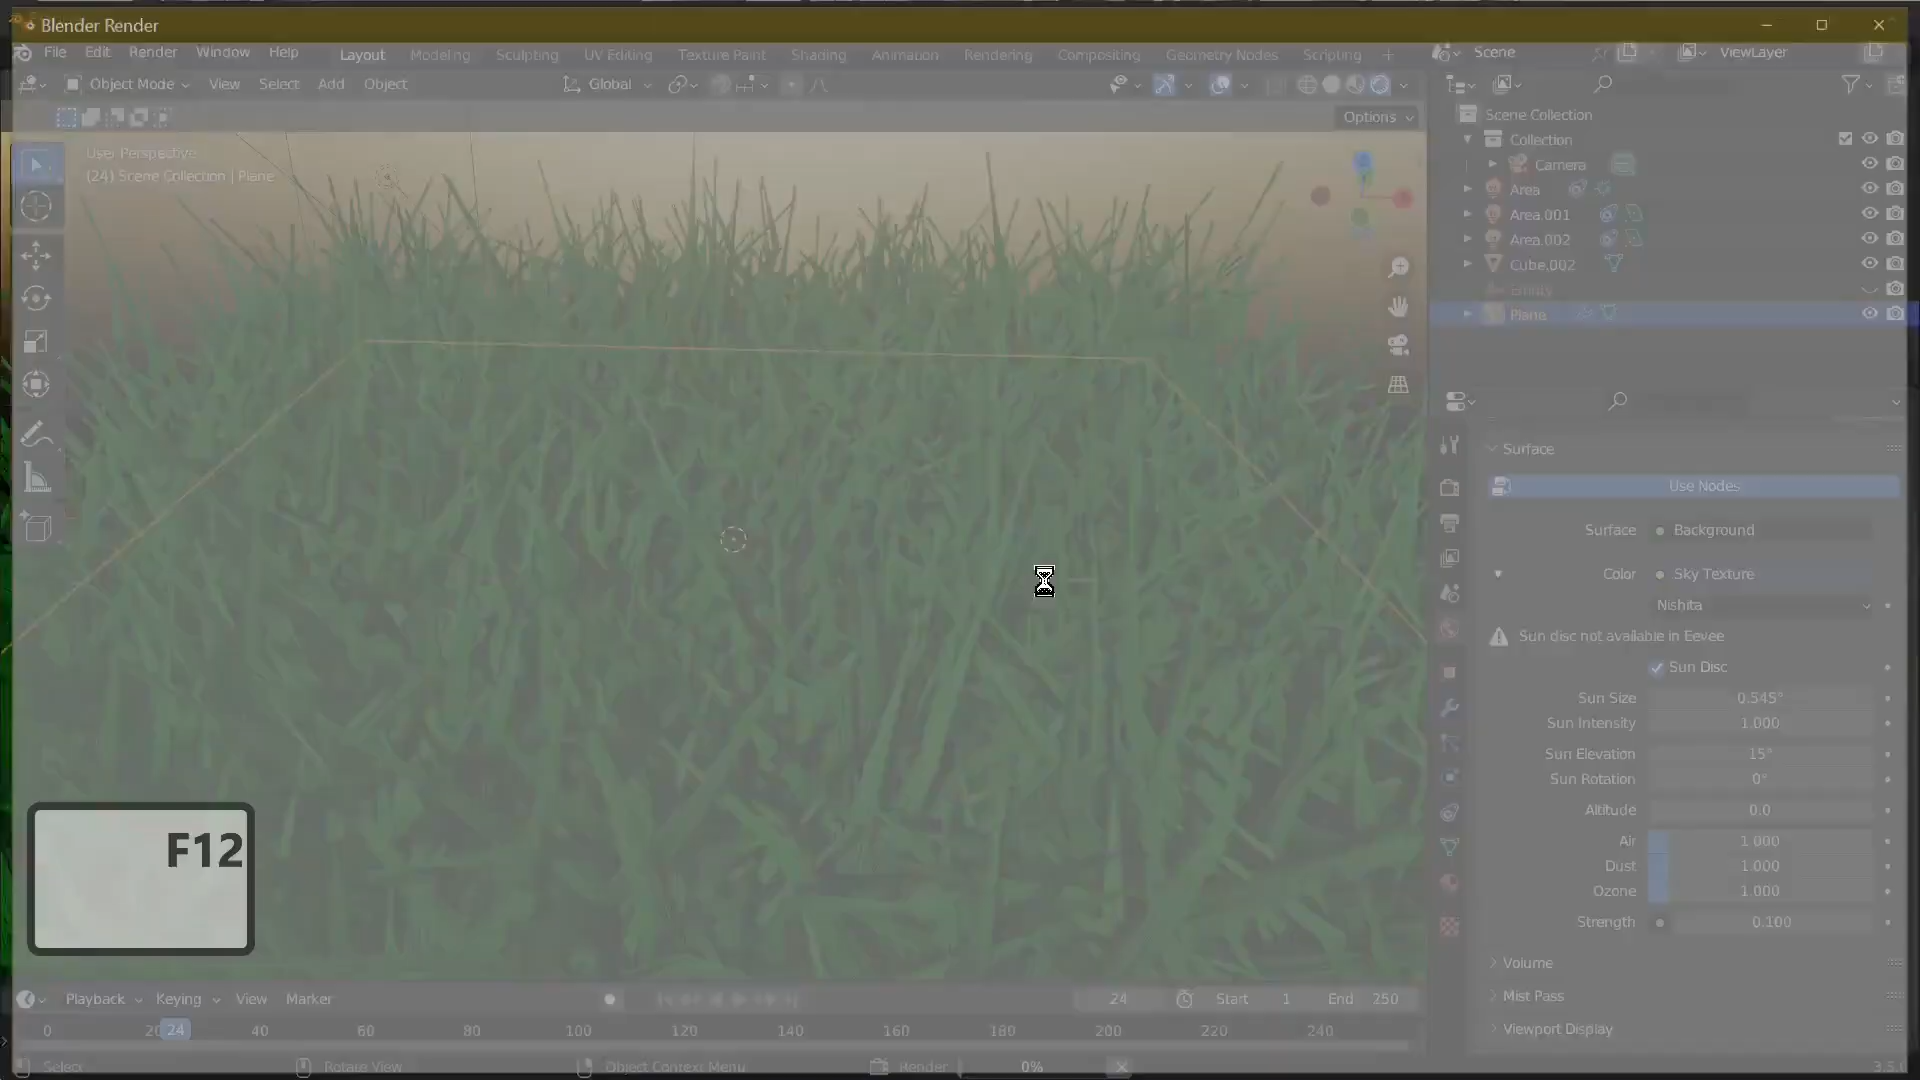 Blender Render
File Edit Render Window Help
Layout Modeling Sculpting UV Editing Texture Paint Shading Animation Rendering Compositing Geometry Nodes Scripting +
Scene
ViewLayer
Object Mode View Select Add Object
Global
Options
User Perspective
(24) Scene Collection | Plane
Scene Collection
Collection
Camera
Area
Area.001
Area.002
Cube.002
Empty
Plane
Surface
Use Nodes
Surface Background
Color Sky Texture
Nishita
Sun disc not available in Eevee
Sun Disc
Sun Size 0.545°
Sun Intensity 1.000
Sun Elevation 15°
Sun Rotation 0°
Altitude 0.0
Air 1.000
Dust 1.000
Ozone 1.000
Strength 0.100
Volume
Mist Pass
Viewport Display
F12
Playback Keying View Marker
24 Start 1 End 250
0 20 24 40 60 80 100 120 140 160 180 200 220 240
Select Rotate View Object Context Menu Render 0%